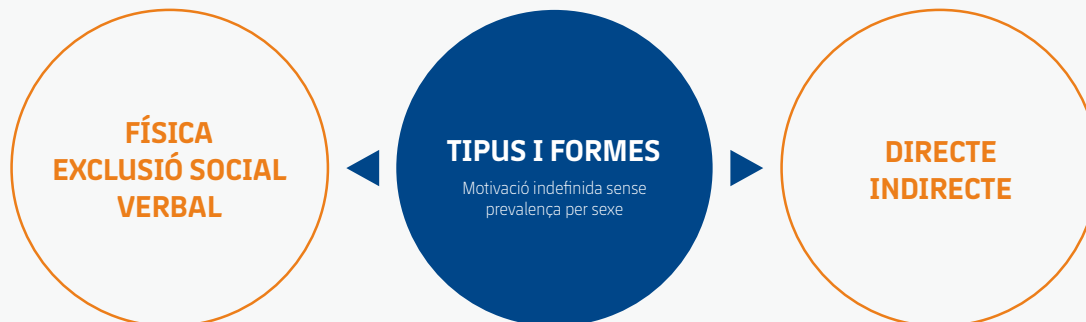 FÍSICA
EXCLUSIÓ SOCIAL
VERBAL
TIPUS I FORMES
Motivació indefinida sense
prevalença per sexe
DIRECTE
INDIRECTE